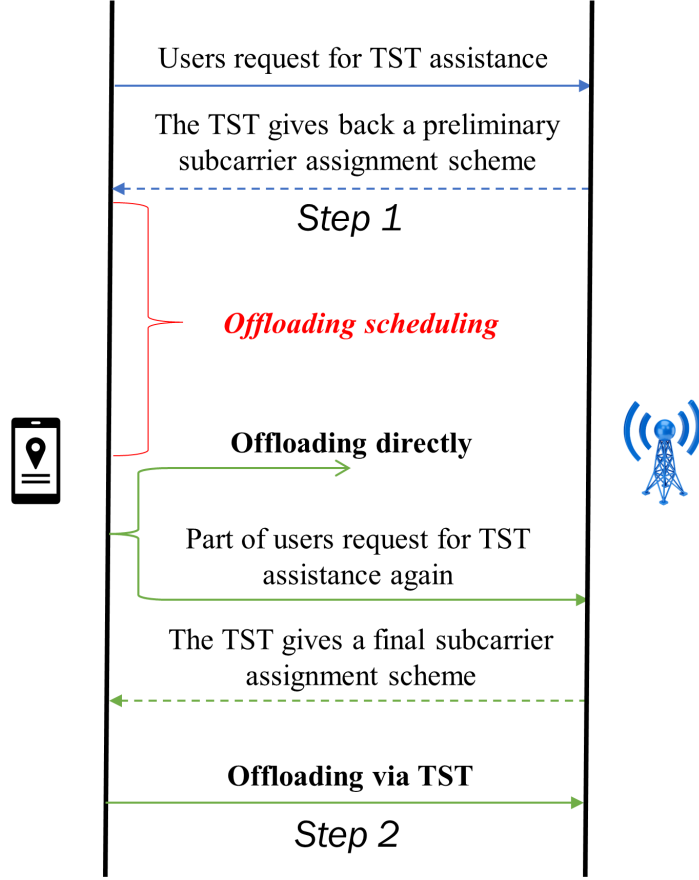 Users request for TST assistance
The TST gives back a preliminary
subcarrier assignment scheme
Step 1
Offloading scheduling
Offloading directly
Part of users request for TST
assistance again
The TST gives a final subcarrier
assignment scheme
Offloading via TST
Step 2